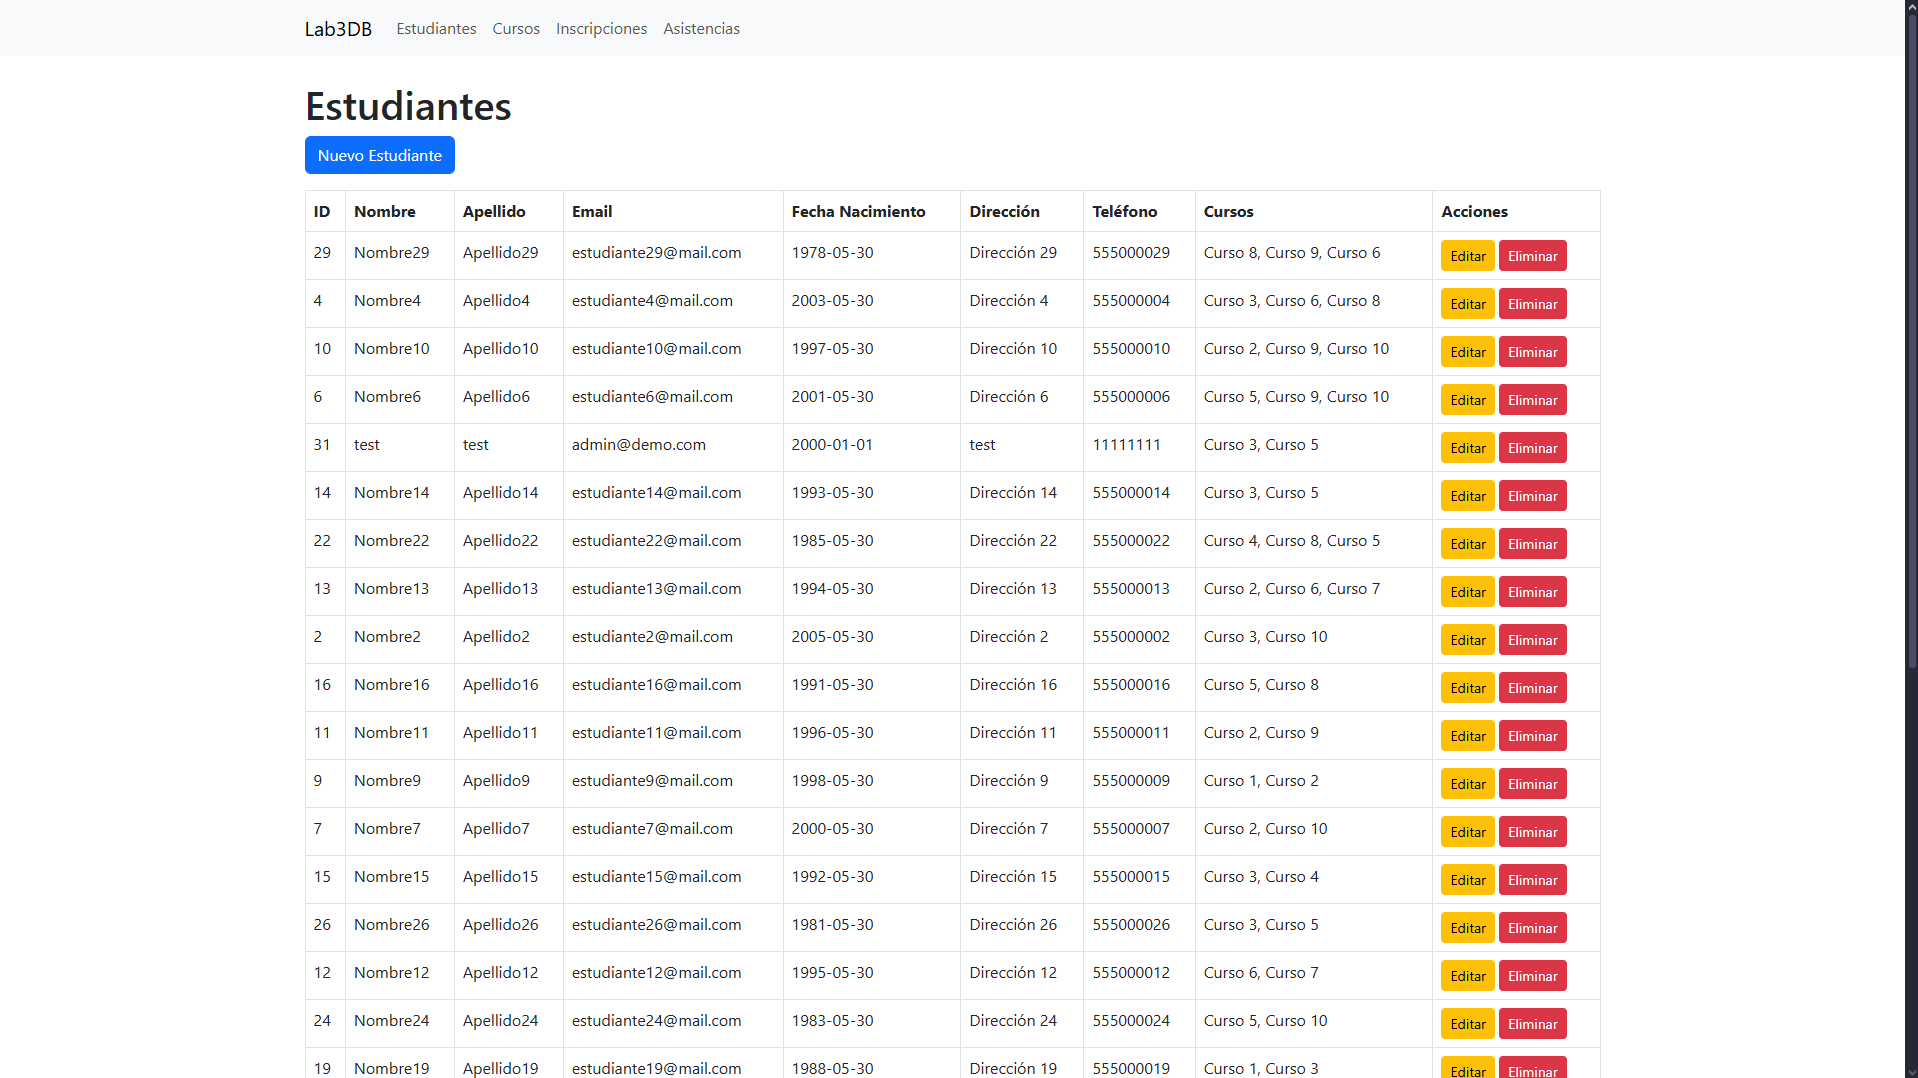 Lab3DB Estudiantes Cursos Inscripciones Asistencias
Estudiantes
Nuevo Estudiante
ID Nombre Apellido Email Fecha Nacimiento Dirección Teléfono Cursos Acciones
29 Nombre29 Apellido29 estudiante29@mail.com 1978-05-30 Dirección 29 555000029 Curso 8, Curso 9, Curso 6 Editar Eliminar
4 Nombre4 Apellido4 estudiante4@mail.com 2003-05-30 Dirección 4 555000004 Curso 3, Curso 6, Curso 8 Editar Eliminar
10 Nombre10 Apellido10 estudiante10@mail.com 1997-05-30 Dirección 10 555000010 Curso 2, Curso 9, Curso 10 Editar Eliminar
6 Nombre6 Apellido6 estudiante6@mail.com 2001-05-30 Dirección 6 555000006 Curso 5, Curso 9, Curso 10 Editar Eliminar
31 test test admin@demo.com 2000-01-01 test 11111111 Curso 3, Curso 5 Editar Eliminar
14 Nombre14 Apellido14 estudiante14@mail.com 1993-05-30 Dirección 14 555000014 Curso 3, Curso 5 Editar Eliminar
22 Nombre22 Apellido22 estudiante22@mail.com 1985-05-30 Dirección 22 555000022 Curso 4, Curso 8, Curso 5 Editar Eliminar
13 Nombre13 Apellido13 estudiante13@mail.com 1994-05-30 Dirección 13 555000013 Curso 2, Curso 6, Curso 7 Editar Eliminar
2 Nombre2 Apellido2 estudiante2@mail.com 2005-05-30 Dirección 2 555000002 Curso 3, Curso 10 Editar Eliminar
16 Nombre16 Apellido16 estudiante16@mail.com 1991-05-30 Dirección 16 555000016 Curso 5, Curso 8 Editar Eliminar
11 Nombre11 Apellido11 estudiante11@mail.com 1996-05-30 Dirección 11 555000011 Curso 2, Curso 9 Editar Eliminar
9 Nombre9 Apellido9 estudiante9@mail.com 1998-05-30 Dirección 9 555000009 Curso 1, Curso 2 Editar Eliminar
7 Nombre7 Apellido7 estudiante7@mail.com 2000-05-30 Dirección 7 555000007 Curso 2, Curso 10 Editar Eliminar
15 Nombre15 Apellido15 estudiante15@mail.com 1992-05-30 Dirección 15 555000015 Curso 3, Curso 4 Editar Eliminar
26 Nombre26 Apellido26 estudiante26@mail.com 1981-05-30 Dirección 26 555000026 Curso 3, Curso 5 Editar Eliminar
12 Nombre12 Apellido12 estudiante12@mail.com 1995-05-30 Dirección 12 555000012 Curso 6, Curso 7 Editar Eliminar
24 Nombre24 Apellido24 estudiante24@mail.com 1983-05-30 Dirección 24 555000024 Curso 5, Curso 10 Editar Eliminar
19 Nombre19 Apellido19 estudiante19@mail.com 1988-05-30 Dirección 19 555000019 Curso 1, Curso 3 Editar Eliminar